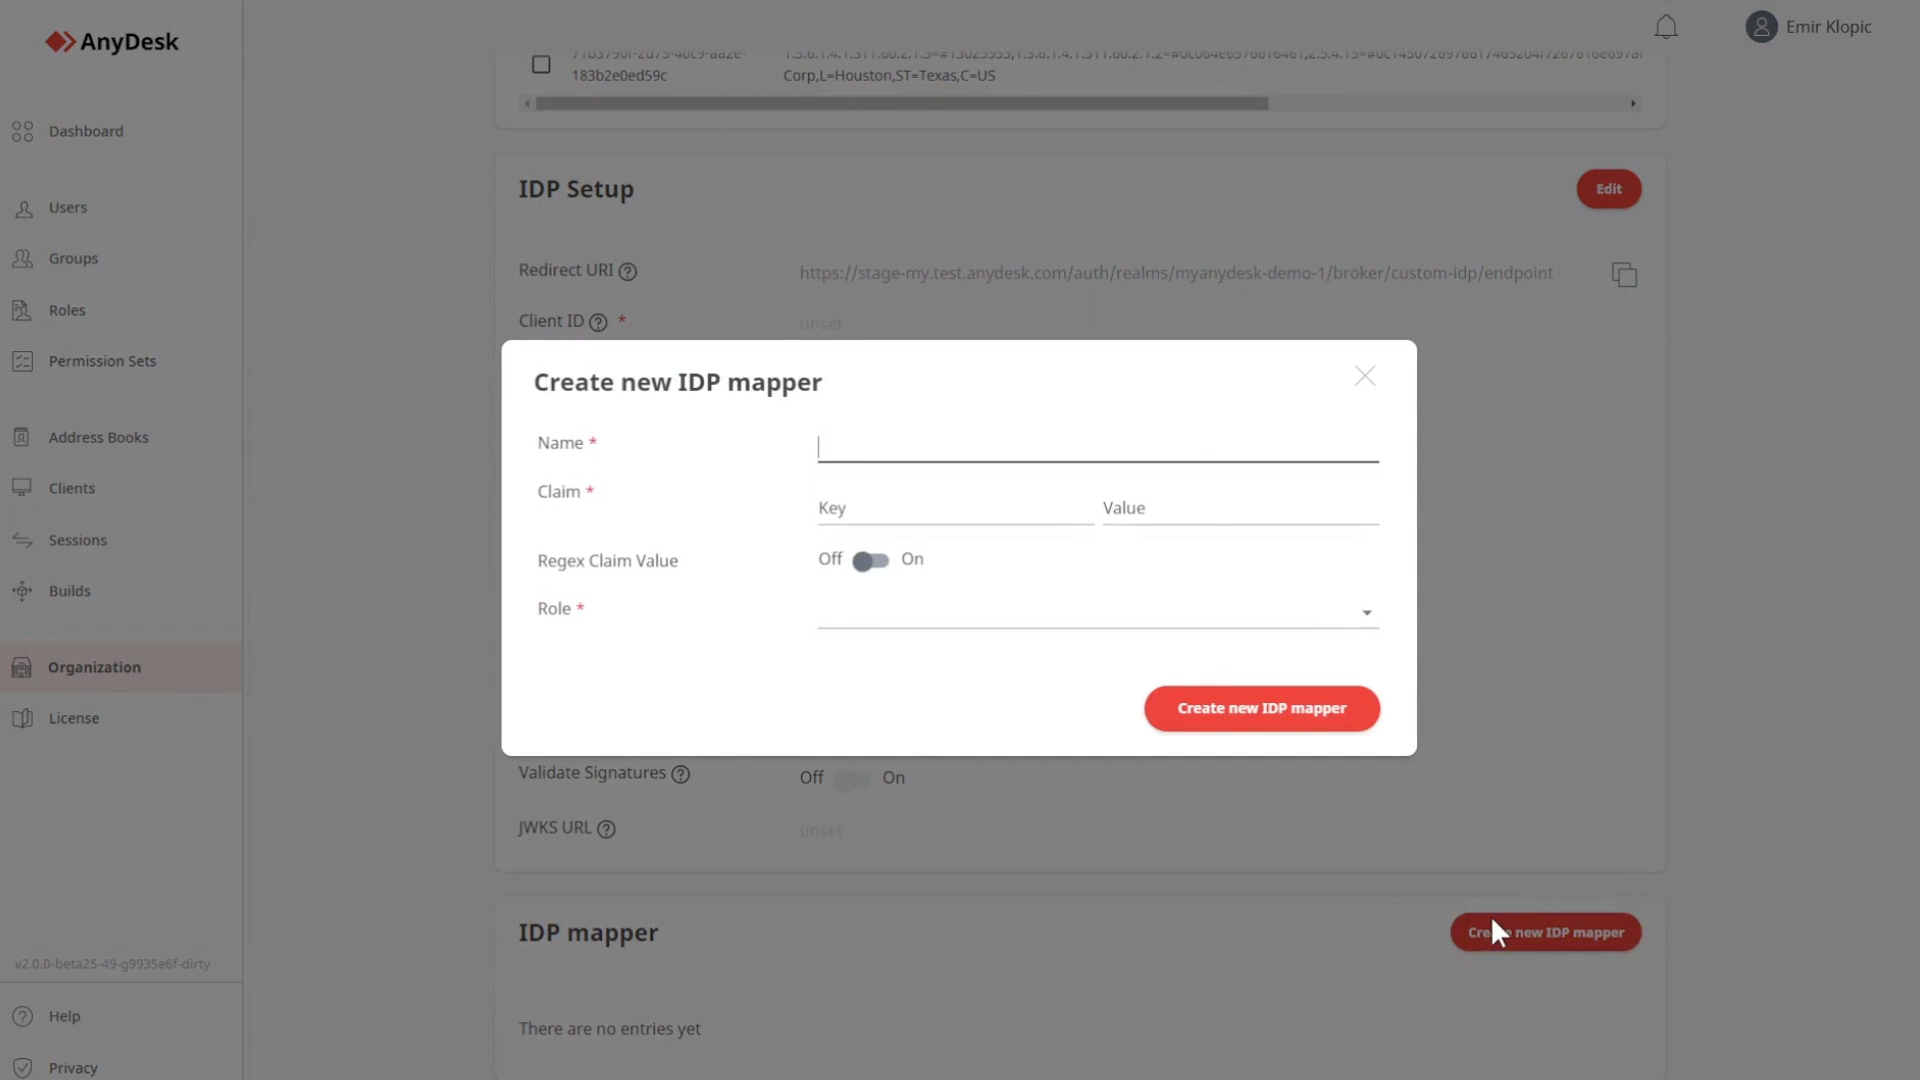 AnyDesk
Emir Klopic
183b2e0ed59c
Corp,L=Houston,ST=Texas,C=US
Dashboard
Users
Groups
Roles
Permission Sets
Address Books
Clients
Sessions
Builds
Organization
License
v2.0.0-beta25-49-g9935e6f-dirty
Help
Privacy
IDP Setup
Edit
Redirect URI
https://stage-my.test.anydesk.com/auth/realms/myanydesk-demo-1/broker/custom-idp/endpoint
Client ID *
unset
Create new IDP mapper
Name *
Claim *
Key
Value
Regex Claim Value
Off On
Role *
Create new IDP mapper
Validate Signatures
Off On
JWKS URL
unset
IDP mapper
Create new IDP mapper
There are no entries yet